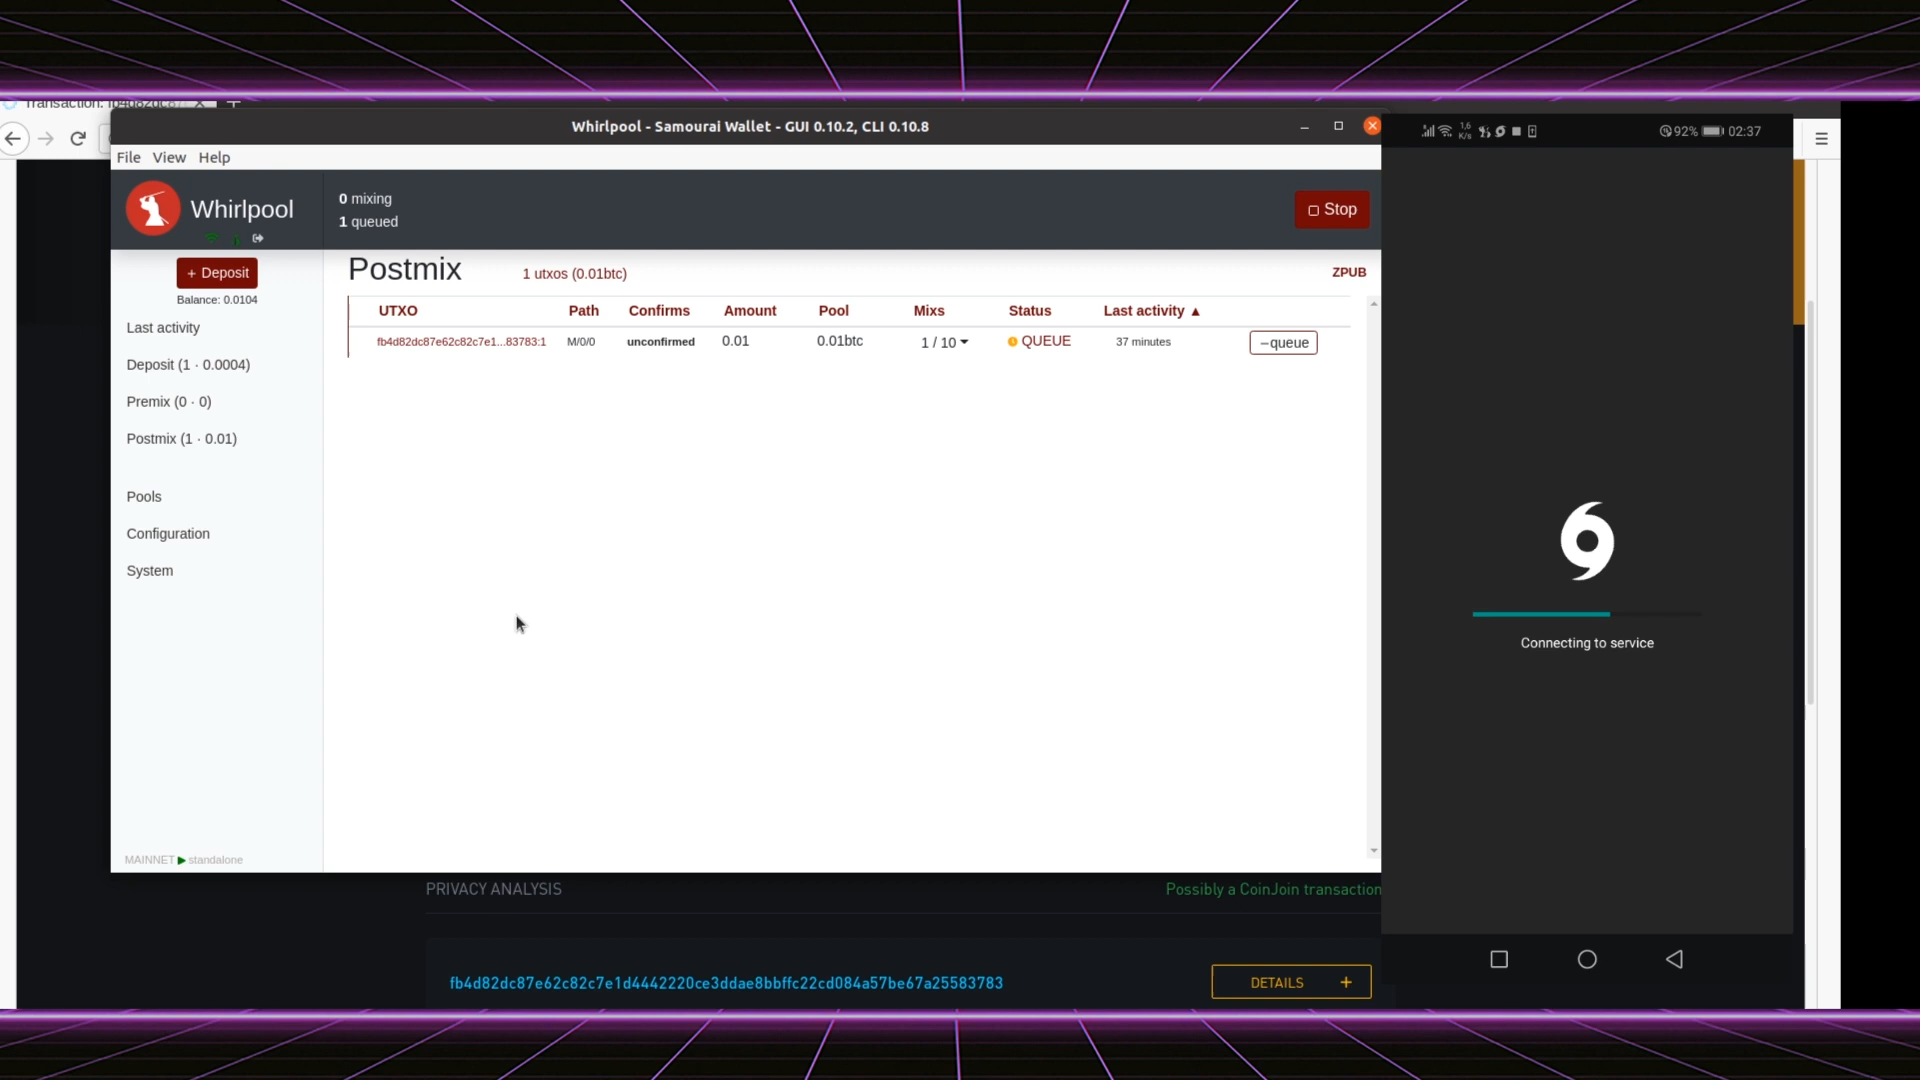 Transaction: fb4d82dc87
Whirlpool - Samourai Wallet - GUI 0.10.2, CLI 0.10.8
File View Help
Whirlpool
0 mixing
1 queued
Stop
+ Deposit
Balance: 0.0104
Last activity
Deposit (1 · 0.0004)
Premix (0 · 0)
Postmix (1 · 0.01)
Pools
Configuration
System
MAINNET standalone
Postmix 1 utxos (0.01btc) ZPUB
UTXO Path Confirms Amount Pool Mixs Status Last activity ▲
fb4d82dc87e62c82c7e1...83783:1 M/0/0 unconfirmed 0.01 0.01btc 1 / 10 QUEUE 37 minutes –queue
PRIVACY ANALYSIS Possibly a CoinJoin transaction
fb4d82dc87e62c82c7e1d4442220ce3ddae8bbffc22cd084a57be67a25583783 DETAILS +
1,6 K/s 92% 02:37
Connecting to service